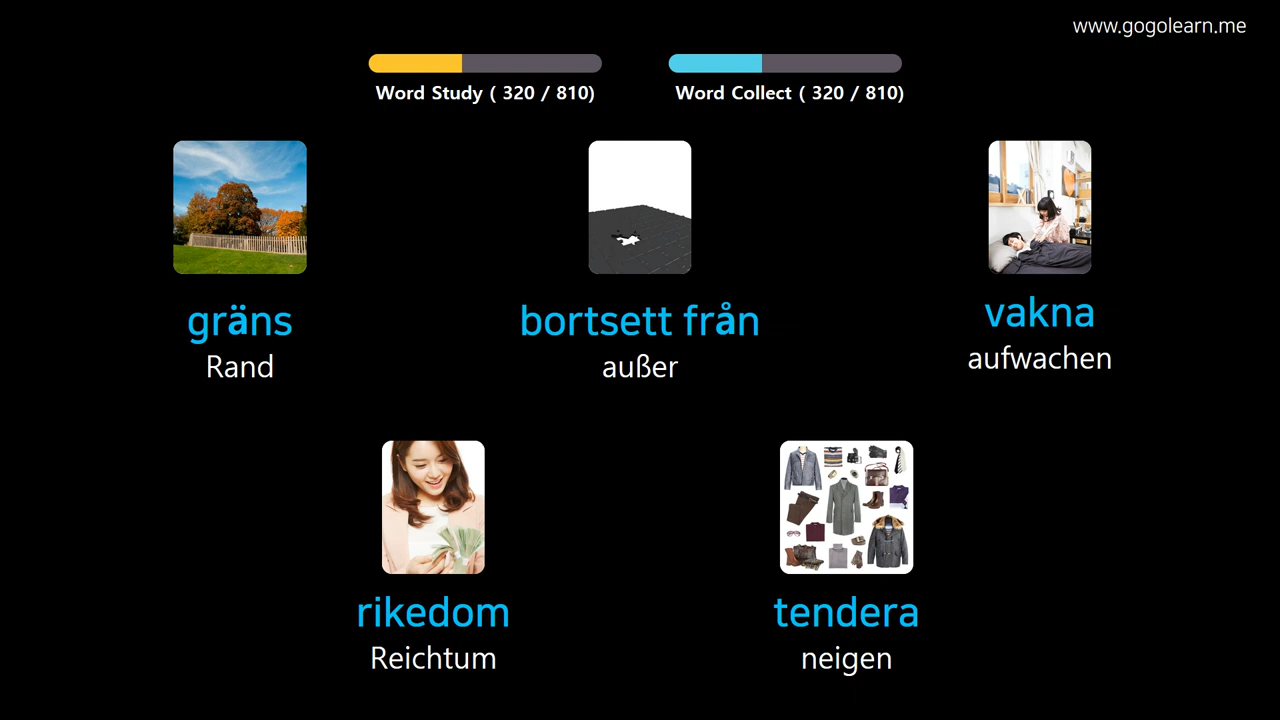 www.gogolearn.me
Word Study ( 320 / 810)
Word Collect ( 320 / 810)
gräns
Rand
bortsett från
außer
vakna
aufwachen
rikedom
Reichtum
tendera
neigen